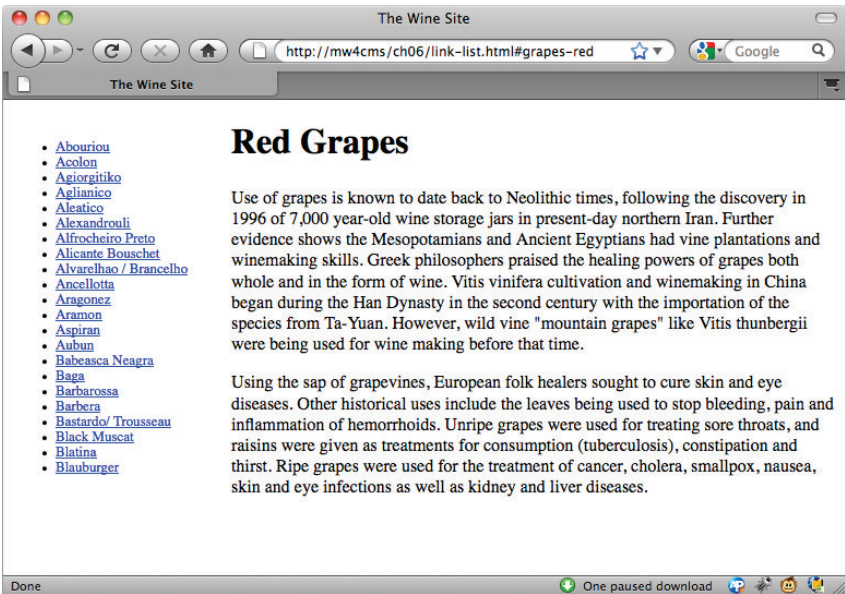 The Wine Site
http://mw4cms/ch06/link-list.html#grapes-red
Google
The Wine Site
Abouriou
Acolon
Agiorgitiko
Aglianico
Aleatico
Alexandrouli
Alfrocheiro Preto
Alicante Bouschet
Alvarelhao / Brancelho
Ancellotta
Aragonez
Aramon
Aspiran
Aubun
Babeasca Neagra
Baga
Barbarossa
Barbera
Bastardo/ Trousseau
Black Muscat
Blatina
Blauburger
Red Grapes
Use of grapes is known to date back to Neolithic times, following the discovery in
1996 of 7,000 year-old wine storage jars in present-day northern Iran. Further
evidence shows the Mesopotamians and Ancient Egyptians had vine plantations and
winemaking skills. Greek philosophers praised the healing powers of grapes both
whole and in the form of wine. Vitis vinifera cultivation and winemaking in China
began during the Han Dynasty in the second century with the importation of the
species from Ta-Yuan. However, wild vine "mountain grapes" like Vitis thunbergii
were being used for wine making before that time.
Using the sap of grapevines, European folk healers sought to cure skin and eye
diseases. Other historical uses include the leaves being used to stop bleeding, pain and
inflammation of hemorrhoids. Unripe grapes were used for treating sore throats, and
raisins were given as treatments for consumption (tuberculosis), constipation and
thirst. Ripe grapes were used for the treatment of cancer, cholera, smallpox, nausea,
skin and eye infections as well as kidney and liver diseases.
Done
One paused download